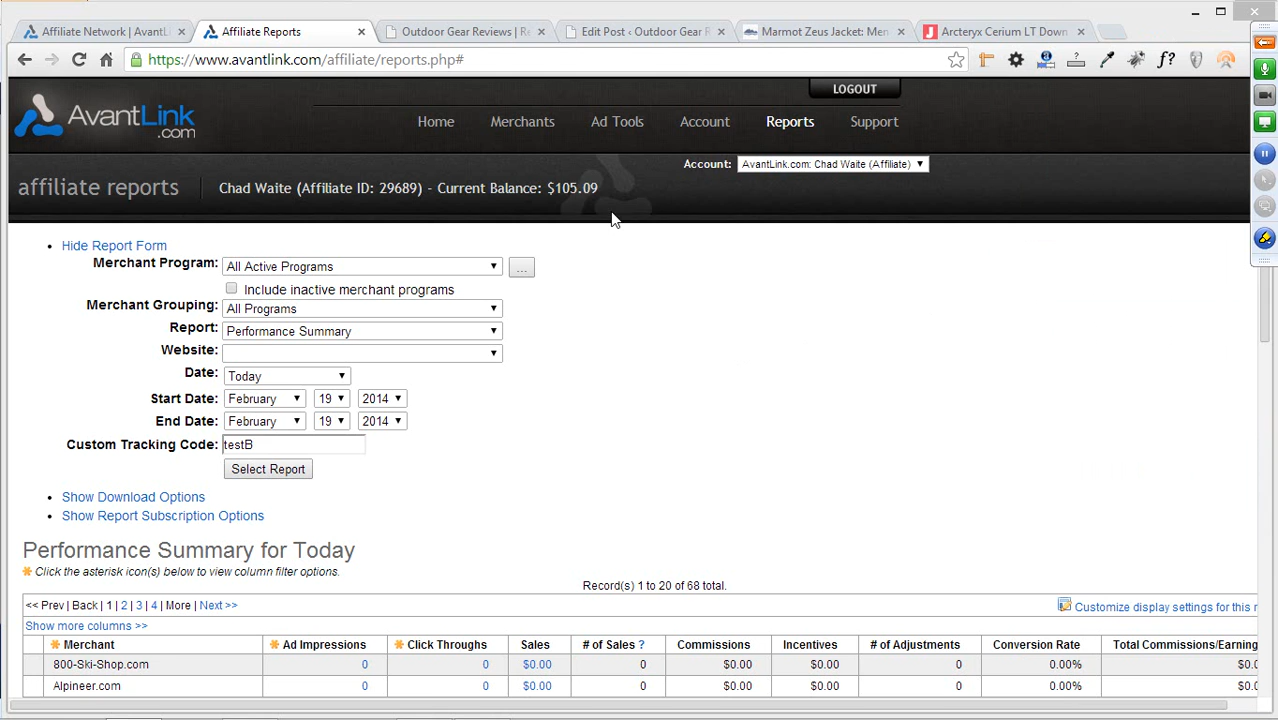 Affiliate Network | AvantL
Affiliate Reports
Outdoor Gear Reviews | R
Edit Post ‹ Outdoor Gear R
Marmot Zeus Jacket: Men
Arcteryx Cerium LT Down
https://www.avantlink.com/affiliate/reports.php#
f?
LOGOUT
AvantLink.com
Home
Merchants
Ad Tools
Account
Reports
Support
Account: AvantLink.com: Chad Waite (Affiliate)
affiliate reports
Chad Waite (Affiliate ID: 29689) - Current Balance: $105.09
Hide Report Form
Merchant Program: All Active Programs ...
Include inactive merchant programs
Merchant Grouping: All Programs
Report: Performance Summary
Website:
Date: Today
Start Date: February 19 2014
End Date: February 19 2014
Custom Tracking Code: testB
Select Report
Show Download Options
Show Report Subscription Options
Performance Summary for Today
Click the asterisk icon(s) below to view column filter options.
Record(s) 1 to 20 of 68 total.
<< Prev | Back | 1 | 2 | 3 | 4 | More | Next >>
Customize display settings for this r
Show more columns >>
Merchant Ad Impressions Click Throughs Sales # of Sales ? Commissions Incentives # of Adjustments Conversion Rate Total Commissions/Earning
800-Ski-Shop.com 0 0 $0.00 0 $0.00 $0.00 0 0.00% $0.0
Alpineer.com 0 0 $0.00 0 $0.00 $0.00 0 0.00% $0.0